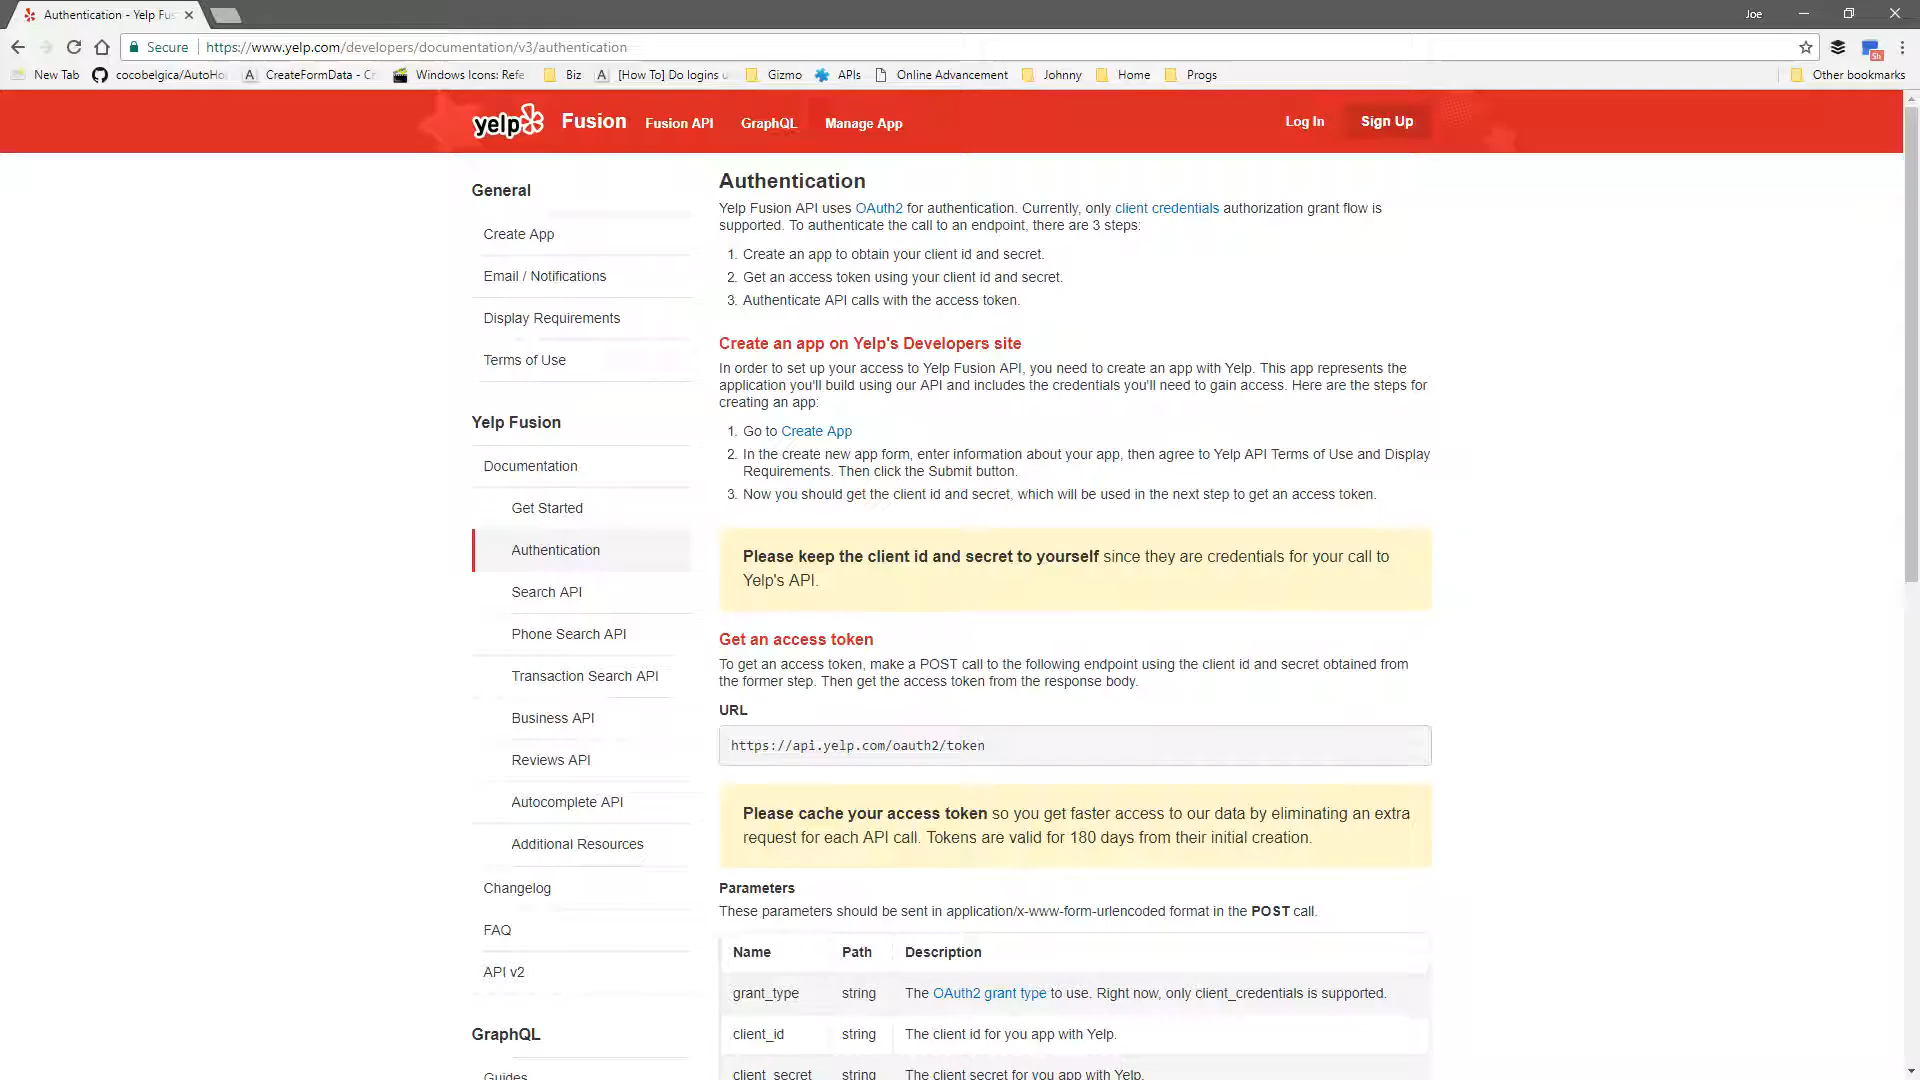 Authentication - Yelp Fus
Joe
Secure
https://www.yelp.com/developers/documentation/v3/authentication
New Tab
cocobelgica/AutoHo
CreateFormData - Cr
Windows Icons: Refe
Biz
[How To] Do logins u
Gizmo
APIs
Online Advancement
Johnny
Home
Progs
Other bookmarks
yelp
Fusion
Fusion API
GraphQL
Manage App
Log In
Sign Up
General
Create App
Email / Notifications
Display Requirements
Terms of Use
Yelp Fusion
Documentation
Get Started
Authentication
Search API
Phone Search API
Transaction Search API
Business API
Reviews API
Autocomplete API
Additional Resources
Changelog
FAQ
API v2
GraphQL
Guides
Authentication
Yelp Fusion API uses OAuth2 for authentication. Currently, only client credentials authorization grant flow is
supported. To authenticate the call to an endpoint, there are 3 steps:
1. Create an app to obtain your client id and secret.
2. Get an access token using your client id and secret.
3. Authenticate API calls with the access token.
Create an app on Yelp's Developers site
In order to set up your access to Yelp Fusion API, you need to create an app with Yelp. This app represents the
application you'll build using our API and includes the credentials you'll need to gain access. Here are the steps for
creating an app:
1. Go to Create App
2. In the create new app form, enter information about your app, then agree to Yelp API Terms of Use and Display
Requirements. Then click the Submit button.
3. Now you should get the client id and secret, which will be used in the next step to get an access token.
Please keep the client id and secret to yourself since they are credentials for your call to
Yelp's API.
Get an access token
To get an access token, make a POST call to the following endpoint using the client id and secret obtained from
the former step. Then get the access token from the response body.
URL
https://api.yelp.com/oauth2/token
Please cache your access token so you get faster access to our data by eliminating an extra
request for each API call. Tokens are valid for 180 days from their initial creation.
Parameters
These parameters should be sent in application/x-www-form-urlencoded format in the POST call.
Name Path Description
grant_type string The OAuth2 grant type to use. Right now, only client_credentials is supported.
client_id string The client id for you app with Yelp.
client_secret string The client secret for you app with Yelp.